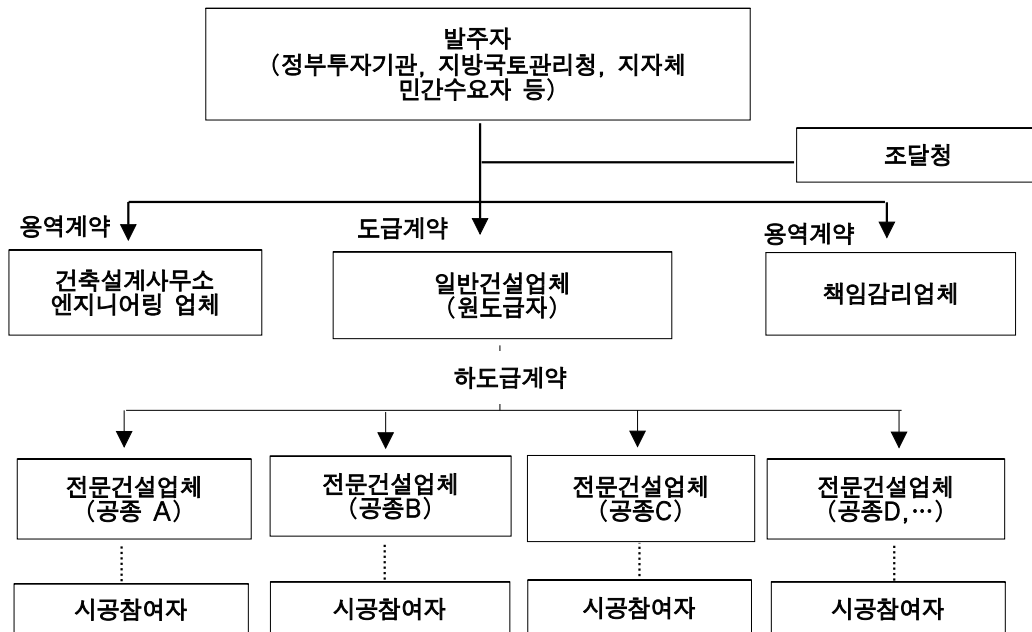 발주자
(정부투자기관, 지방국토관리청, 지자체
민간수요자 등)
조달청
용역계약
도급계약
용역계약
건축설계사무소
엔지니어링 업체
일반건설업체
(원도급자)
책임감리업체
하도급계약
전문건설업체
(공종 A)
전문건설업체
(공종B)
전문건설업체
(공종C)
전문건설업체
(공종D,…)
시공참여자
시공참여자
시공참여자
시공참여자